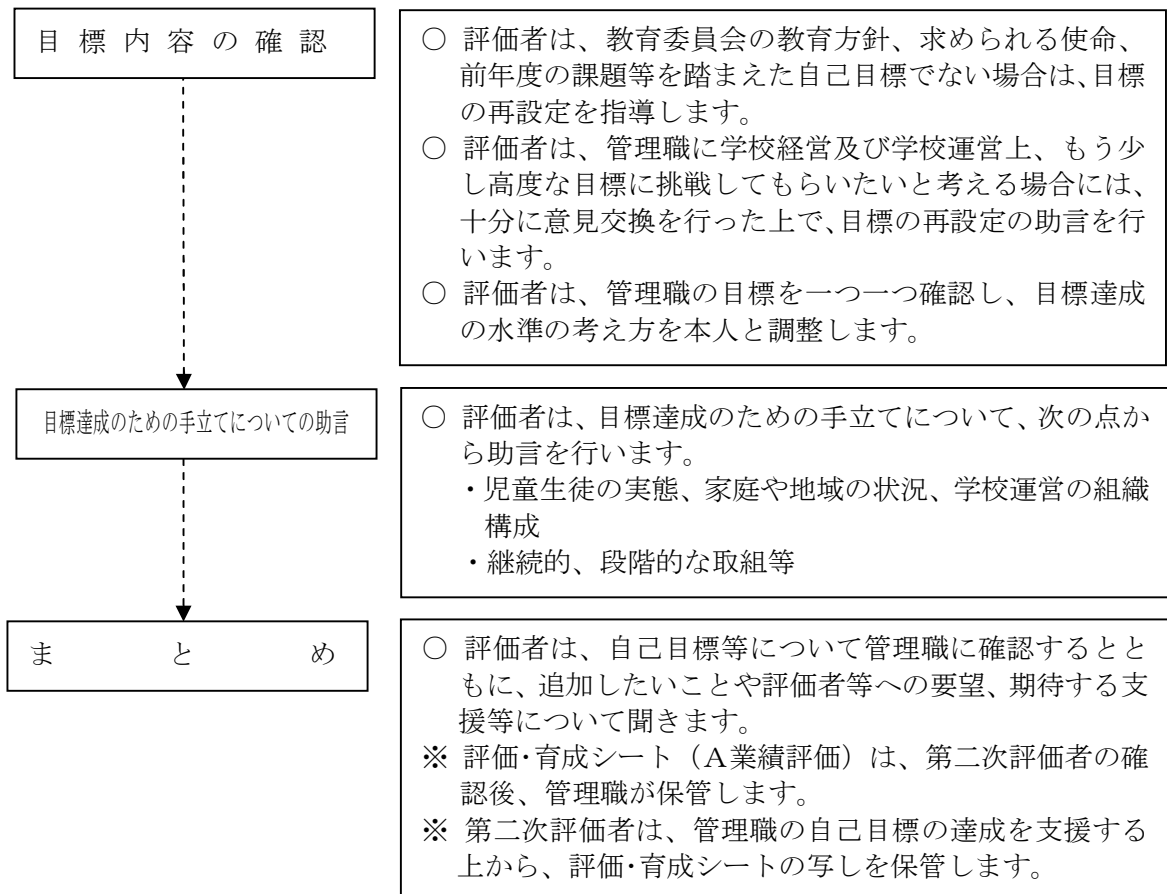 目標内容の確認
○ 評価者は、教育委員会の教育方針、求められる使命、
前年度の課題等を踏まえた自己目標でない場合は、目標
の再設定を指導します。
○ 評価者は、管理職に学校経営及び学校運営上、もう少
し高度な目標に挑戦してもらいたいと考える場合には、
十分に意見交換を行った上で、目標の再設定の助言を行
います。
○ 評価者は、管理職の目標を一つ一つ確認し、目標達成
の水準の考え方を本人と調整します。
目標達成のための手立てについての助言
○ 評価者は、目標達成のための手立てについて、次の点か
ら助言を行います。
・児童生徒の実態、家庭や地域の状況、学校運営の組織
構成
・継続的、段階的な取組等
まとめ
○ 評価者は、自己目標等について管理職に確認するとと
もに、追加したいことや評価者等への要望、期待する支
援等について聞きます。
※ 評価・育成シート（A業績評価）は、第二次評価者の確
認後、管理職が保管します。
※ 第二次評価者は、管理職の自己目標の達成を支援する
上から、評価・育成シートの写しを保管します。